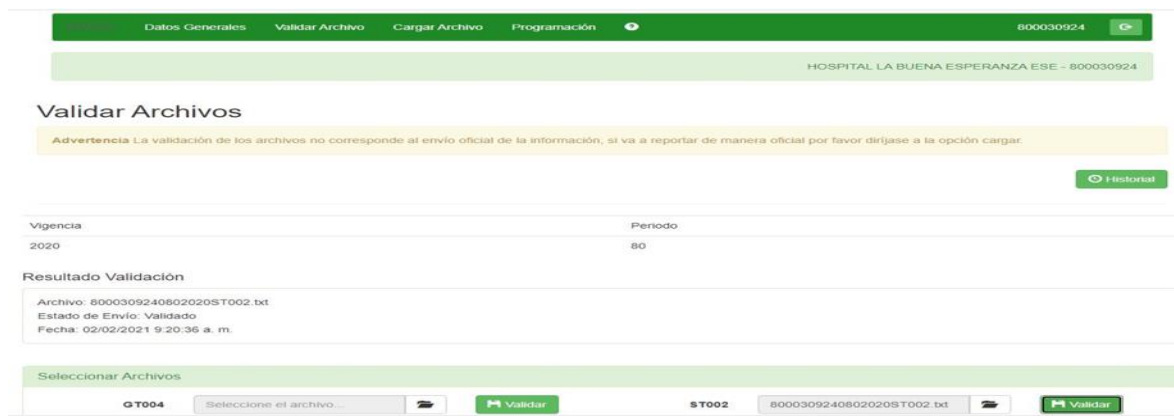 Datos Generales Validar Archivo Cargar Archivo Programación 800030924
HOSPITAL LA BUENA ESPERANZA ESE - 800030924
Validar Archivos
Advertencia La validación de los archivos no corresponde al envío oficial de la información, si va a reportar de manera oficial por favor diríjase a la opción cargar.
Historial
Vigencia Periodo
2020 80
Resultado Validación
Archivo: 8000309240802020ST002.txt
Estado de Envío: Validado
Fecha: 02/02/2021 9:20:36 a. m.
Seleccionar Archivos
GT004 Seleccione el archivo... Validar ST002 8000309240802020ST002.txt Validar